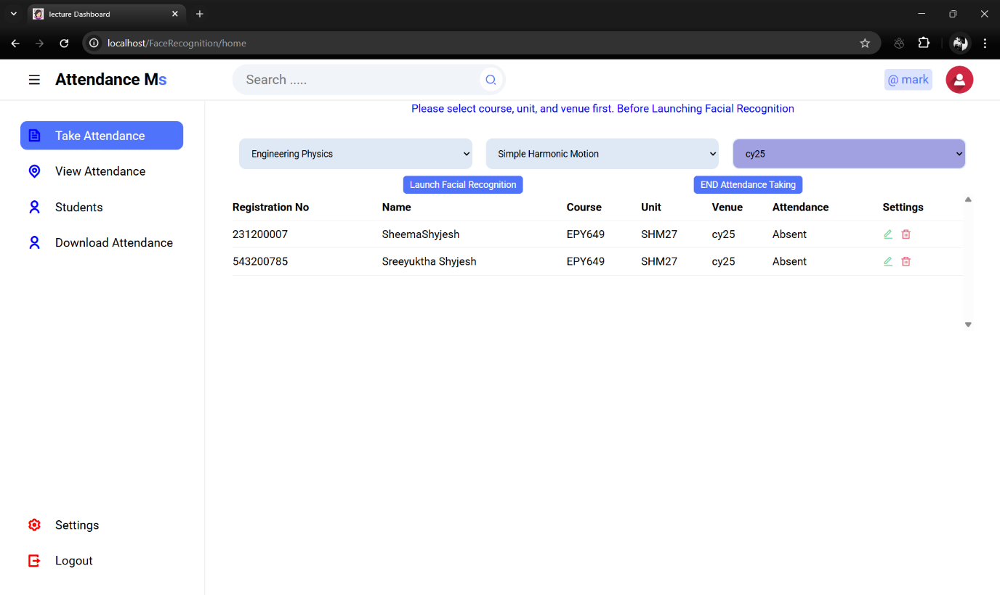 lecture Dashboard
localhost/FaceRecognition/home
Attendance Ms
Search .....
@ mark
Please select course, unit, and venue first. Before Launching Facial Recognition
Take Attendance
View Attendance
Students
Download Attendance
Engineering Physics Simple Harmonic Motion cy25
Launch Facial Recognition END Attendance Taking
Registration No Name Course Unit Venue Attendance Settings
231200007 SheemaShyjesh EPY649 SHM27 cy25 Absent
543200785 Sreeyuktha Shyjesh EPY649 SHM27 cy25 Absent
Settings
Logout